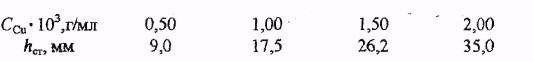 C_Cu · 10³, г/мл 0,50 1,00 1,50 2,00
h_ст, мм 9,0 17,5 26,2 35,0